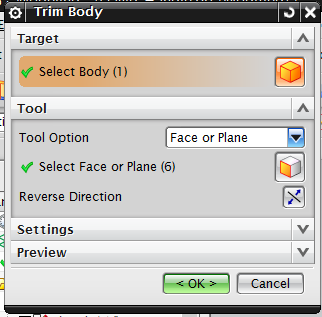 Trim Body
Target
Select Body (1)
Tool
Tool Option
Face or Plane
Select Face or Plane (6)
Reverse Direction
Settings
Preview
< OK >
Cancel